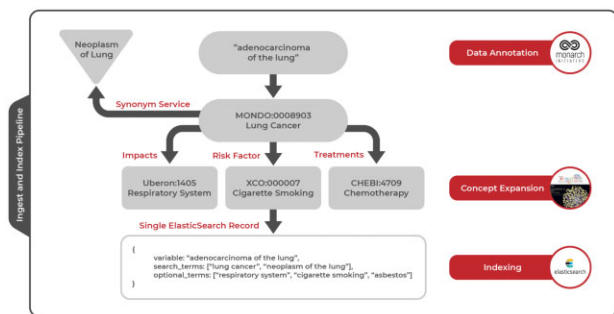 Ingest and Index Pipeline
Neoplasm
of Lung
"adenocarcinoma
of the lung"
Data Annotation
monarch
INITIATIVE
Synonym Service
MONDO:0008903
Lung Cancer
Impacts
Risk Factor
Treatments
Uberon:1405
Respiratory System
XCO:000007
Cigarette Smoking
CHEBI:4709
Chemotherapy
Concept Expansion
Single ElasticSearch Record
{
variable: "adenocarcinoma of the lung",
search_terms: ["lung cancer", "neoplasm of the lung"],
optional_terms: ["respiratory system", "cigarette smoking", "asbestos"]
}
Indexing
elasticsearch